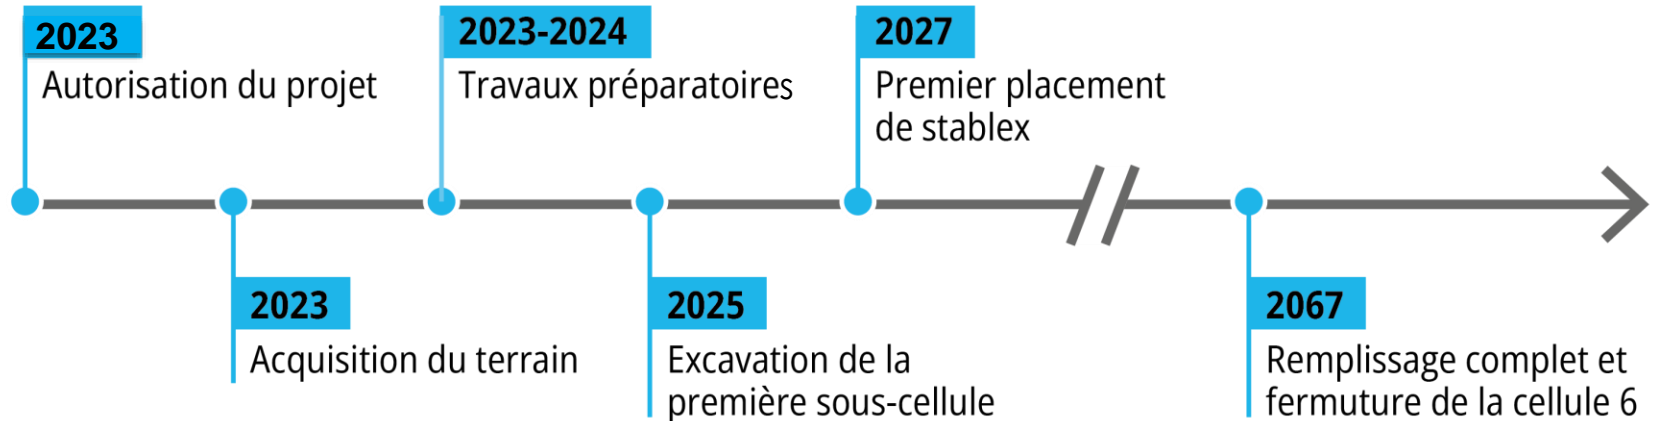 2023
Autorisation du projet
2023-2024
Travaux préparatoires
2027
Premier placement
de stablex
2023
Acquisition du terrain
2025
Excavation de la
première sous-cellule
2067
Remplissage complet et
fermuture de la cellule 6